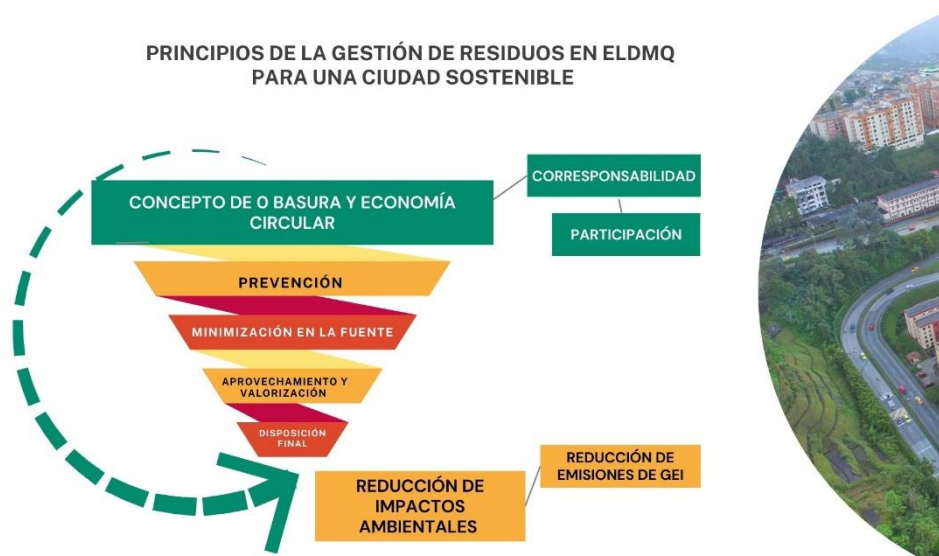 PRINCIPIOS DE LA GESTIÓN DE RESIDUOS EN ELDMQ
PARA UNA CIUDAD SOSTENIBLE
CONCEPTO DE 0 BASURA Y ECONOMÍA
CIRCULAR
CORRESPONSABILIDAD
PARTICIPACIÓN
PREVENCIÓN
MINIMIZACIÓN EN LA FUENTE
APROVECHAMIENTO Y
VALORIZACIÓN
DISPOSICIÓN
FINAL
REDUCCIÓN DE
IMPACTOS
AMBIENTALES
REDUCCIÓN DE
EMISIONES DE GEI